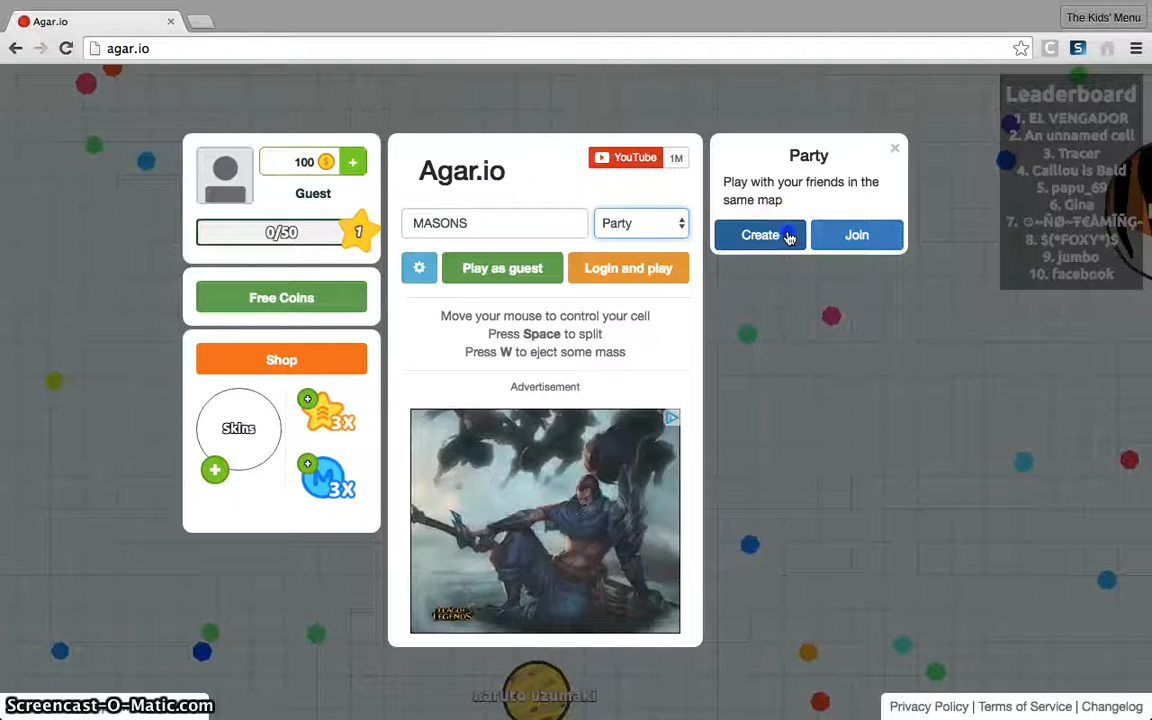 Agar.io
The Kids' Menu
agar.io
C
S
Leaderboard
1. EL VENGADOR
2. An unnamed cell
3. Tracer
4. Caillou is Bald
5. papu_69
6. Gina
7.
8. $(*FOXY*)$
9. jumbo
10. facebook
100
+
Guest
0/50
1
Free Coins
Shop
Skins
3X
M
3X
Agar.io
YouTube
1M
MASONS
Party
Play as guest
Login and play
Move your mouse to control your cell
Press Space to split
Press W to eject some mass
Advertisement
LEAGUE OF LEGENDS
Party
×
Play with your friends in the
same map
Create
Join
naruto uzumaki
Screencast-O-Matic.com
Privacy Policy | Terms of Service | Changelog